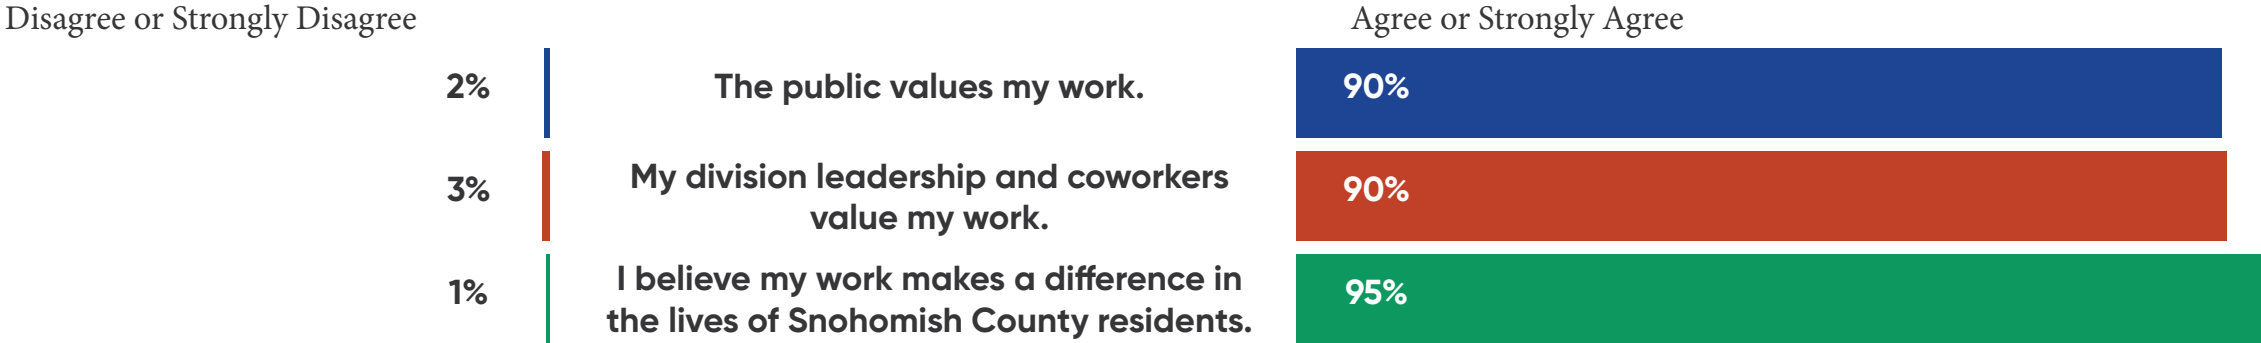 Disagree or Strongly Disagree
Agree or Strongly Agree
2%
The public values my work.
90%
3%
My division leadership and coworkers
value my work.
90%
1%
I believe my work makes a difference in
the lives of Snohomish County residents.
95%